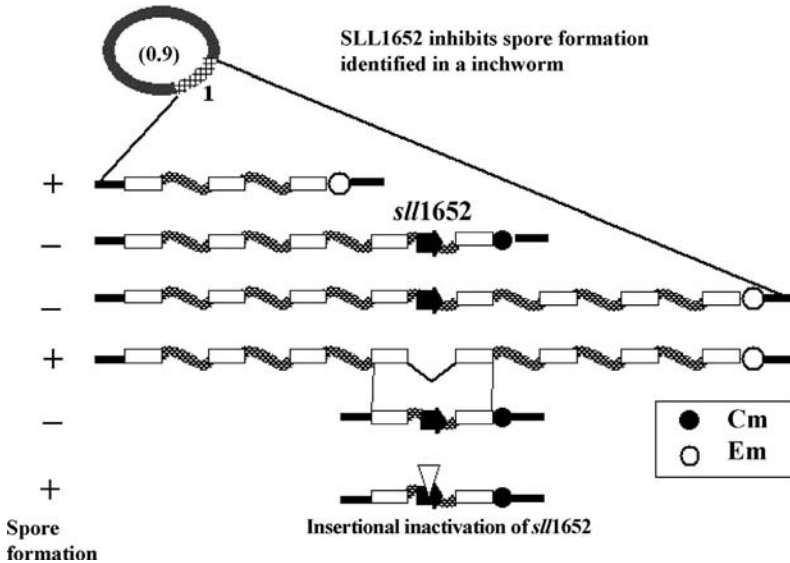 (0.9)
1
SLL1652 inhibits spore formation
identified in a inchworm
+
sll1652
−
−
+
−
Cm
Em
+
Insertional inactivation of sll1652
Spore
formation